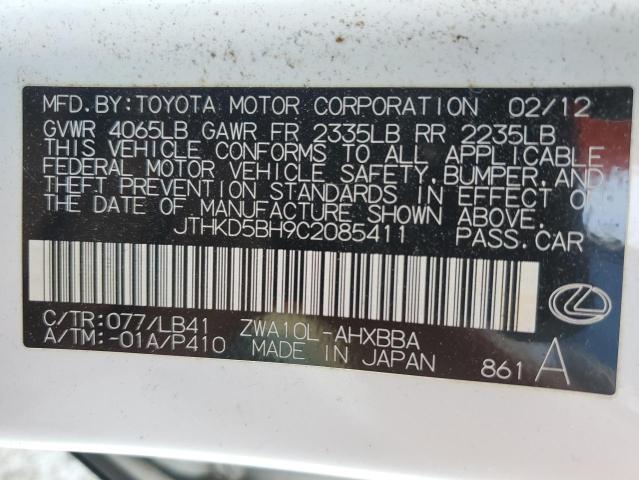 MFD. BY: TOYOTA MOTOR CORPORATION 02/12
GVWR 4065LB GAWR FR 2335LB RR 2235LB
THIS VEHICLE CONFORMS TO ALL APPLICABLE
FEDERAL MOTOR VEHICLE SAFETY, BUMPER, AND
THEFT PREVENTION STANDARDS IN EFFECT ON
THE DATE OF MANUFACTURE SHOWN ABOVE.
JTHKD5BH9C2085411 PASS.CAR
C/TR:077/LB41 ZWA10L-AHXBBA
A/TM:-01A/P410 MADE IN JAPAN 861 A